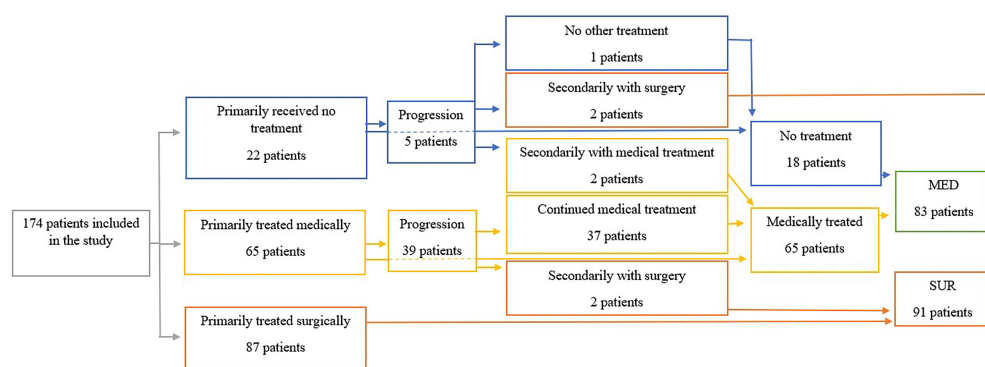 174 patients included
in the study
Primarily received no
treatment
22 patients
Primarily treated medically
65 patients
Primarily treated surgically
87 patients
Progression
5 patients
Progression
39 patients
No other treatment
1 patients
Secondarily with surgery
2 patients
Secondarily with medical treatment
2 patients
Continued medical treatment
37 patients
Secondarily with surgery
2 patients
No treatment
18 patients
Medically treated
65 patients
MED
83 patients
SUR
91 patients